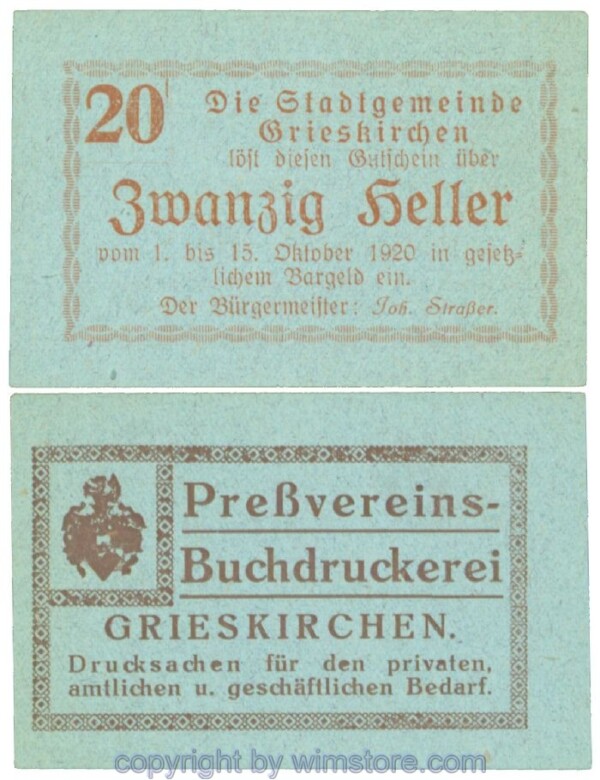 20
Die Stadtgemeinde
Grieskirchen
löst diesen Gutschein über
Zwanzig Heller
vom 1. bis 15. Oktober 1920 in gesetz-
lichem Bargeld ein.
Der Bürgermeister: Joh. Straßer.
Preßvereins-
Buchdruckerei
GRIESKIRCHEN.
Drucksachen für den privaten,
amtlichen u. geschäftlichen Bedarf.
copyright by wimstore.com